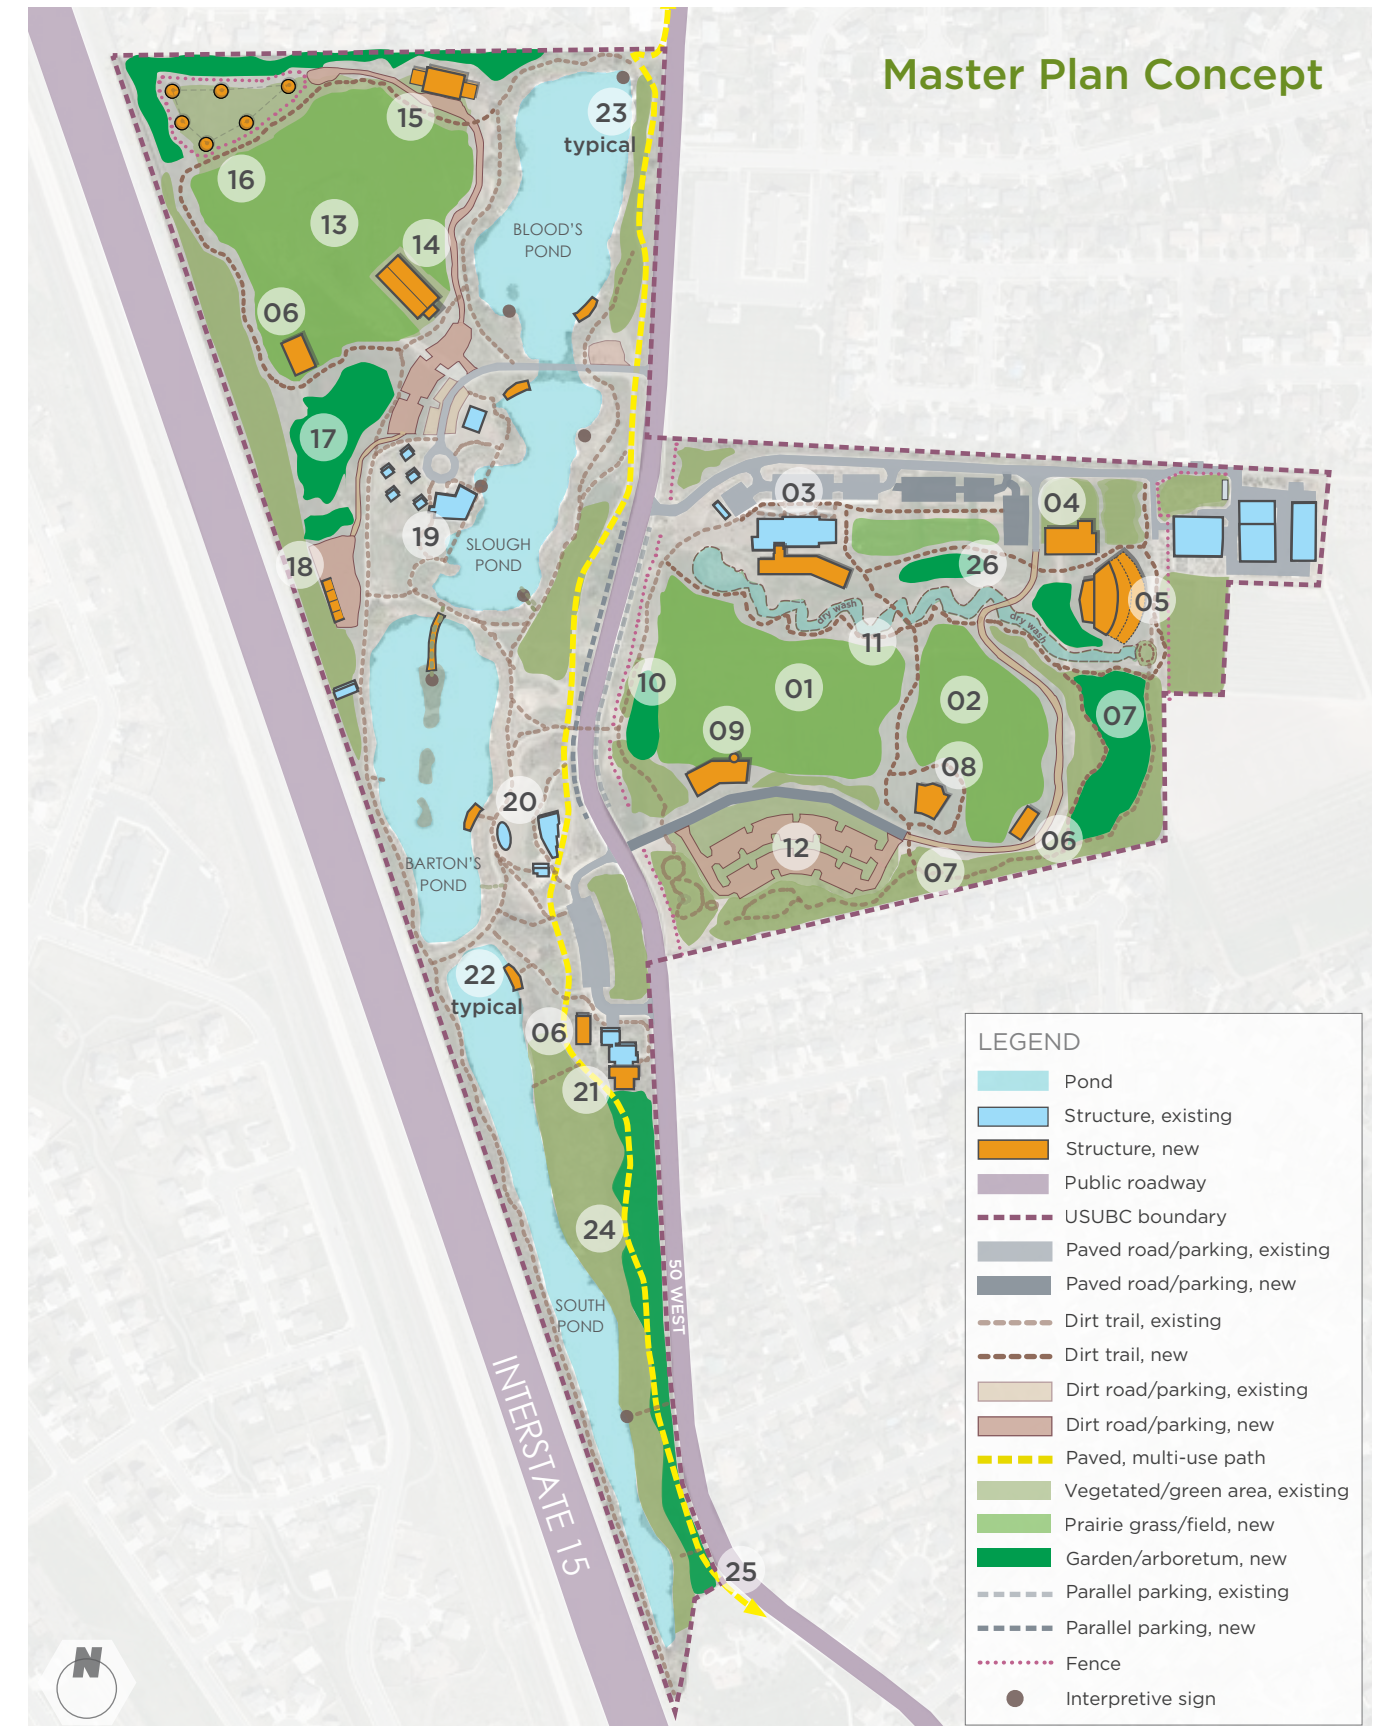 Master Plan Concept
23
typical
15
16
13
14
BLOOD'S
POND
06
17
03
04
19
SLOUGH
POND
18
26
dry wash
dry wash
05
11
10
01
02
07
09
08
20
12
06
BARTON'S
POND
07
22
typical
06
21
24
50 WEST
SOUTH
POND
INTERSTATE 15
25
N
LEGEND
Pond
Structure, existing
Structure, new
Public roadway
USUBC boundary
Paved road/parking, existing
Paved road/parking, new
Dirt trail, existing
Dirt trail, new
Dirt road/parking, existing
Dirt road/parking, new
Paved, multi-use path
Vegetated/green area, existing
Prairie grass/field, new
Garden/arboretum, new
Parallel parking, existing
Parallel parking, new
Fence
Interpretive sign